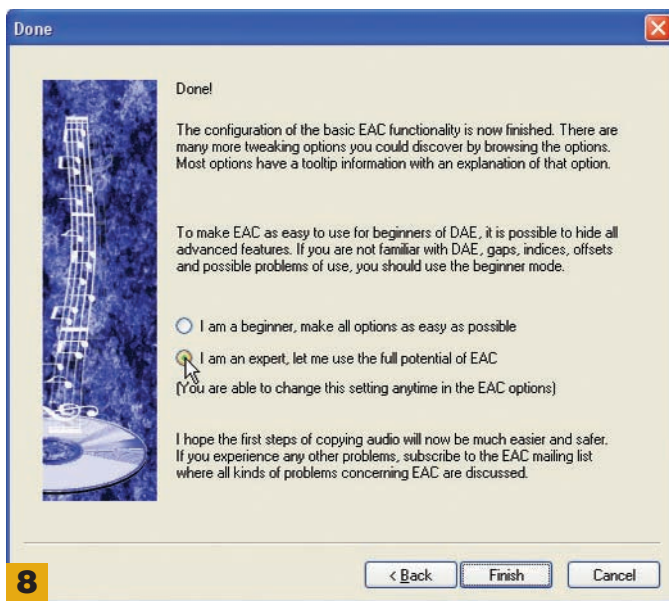 Done
Done!
The configuration of the basic EAC functionality is now finished. There are
many more tweaking options you could discover by browsing the options.
Most options have a tooltip information with an explanation of that option.
To make EAC as easy to use for beginners of DAE, it is possible to hide all
advanced features. If you are not familiar with DAE, gaps, indices, offsets
and possible problems of use, you should use the beginner mode.
I am a beginner, make all options as easy as possible
I am an expert, let me use the full potential of EAC
(You are able to change this setting anytime in the EAC options)
I hope the first steps of copying audio will now be much easier and safer.
If you experience any other problems, subscribe to the EAC mailing list
where all kinds of problems concerning EAC are discussed.
8
< Back
Finish
Cancel